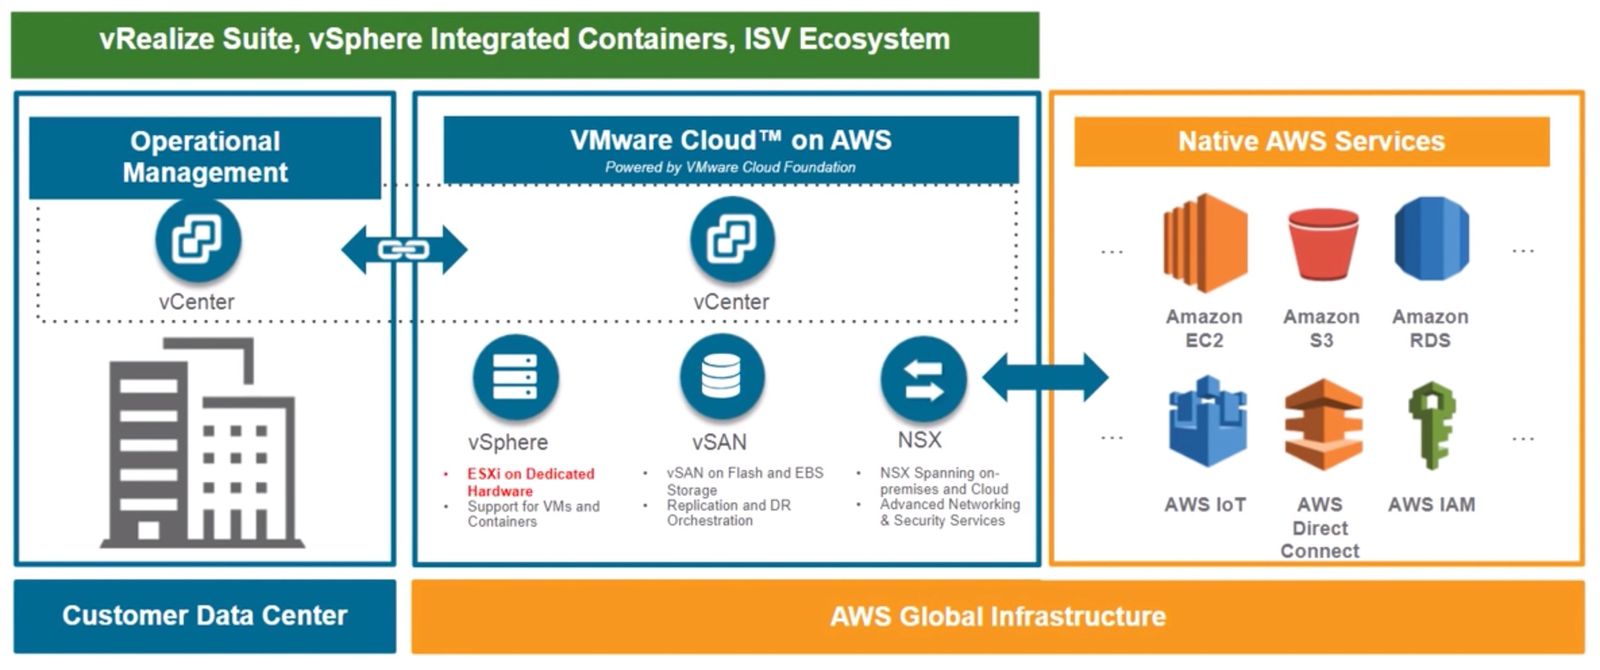 vRealize Suite, vSphere Integrated Containers, ISV Ecosystem
Operational
Management
vCenter
Customer Data Center
VMware Cloud™ on AWS
Powered by VMware Cloud Foundation
vCenter
vSphere
• ESXi on Dedicated
Hardware
• Support for VMs and
Containers
vSAN
• vSAN on Flash and EBS
Storage
• Replication and DR
Orchestration
NSX
• NSX Spanning on-
premises and Cloud
• Advanced Networking
& Security Services
Native AWS Services
...
Amazon
EC2
Amazon
S3
Amazon
RDS
...
...
AWS IoT
AWS
Direct
Connect
AWS IAM
...
AWS Global Infrastructure